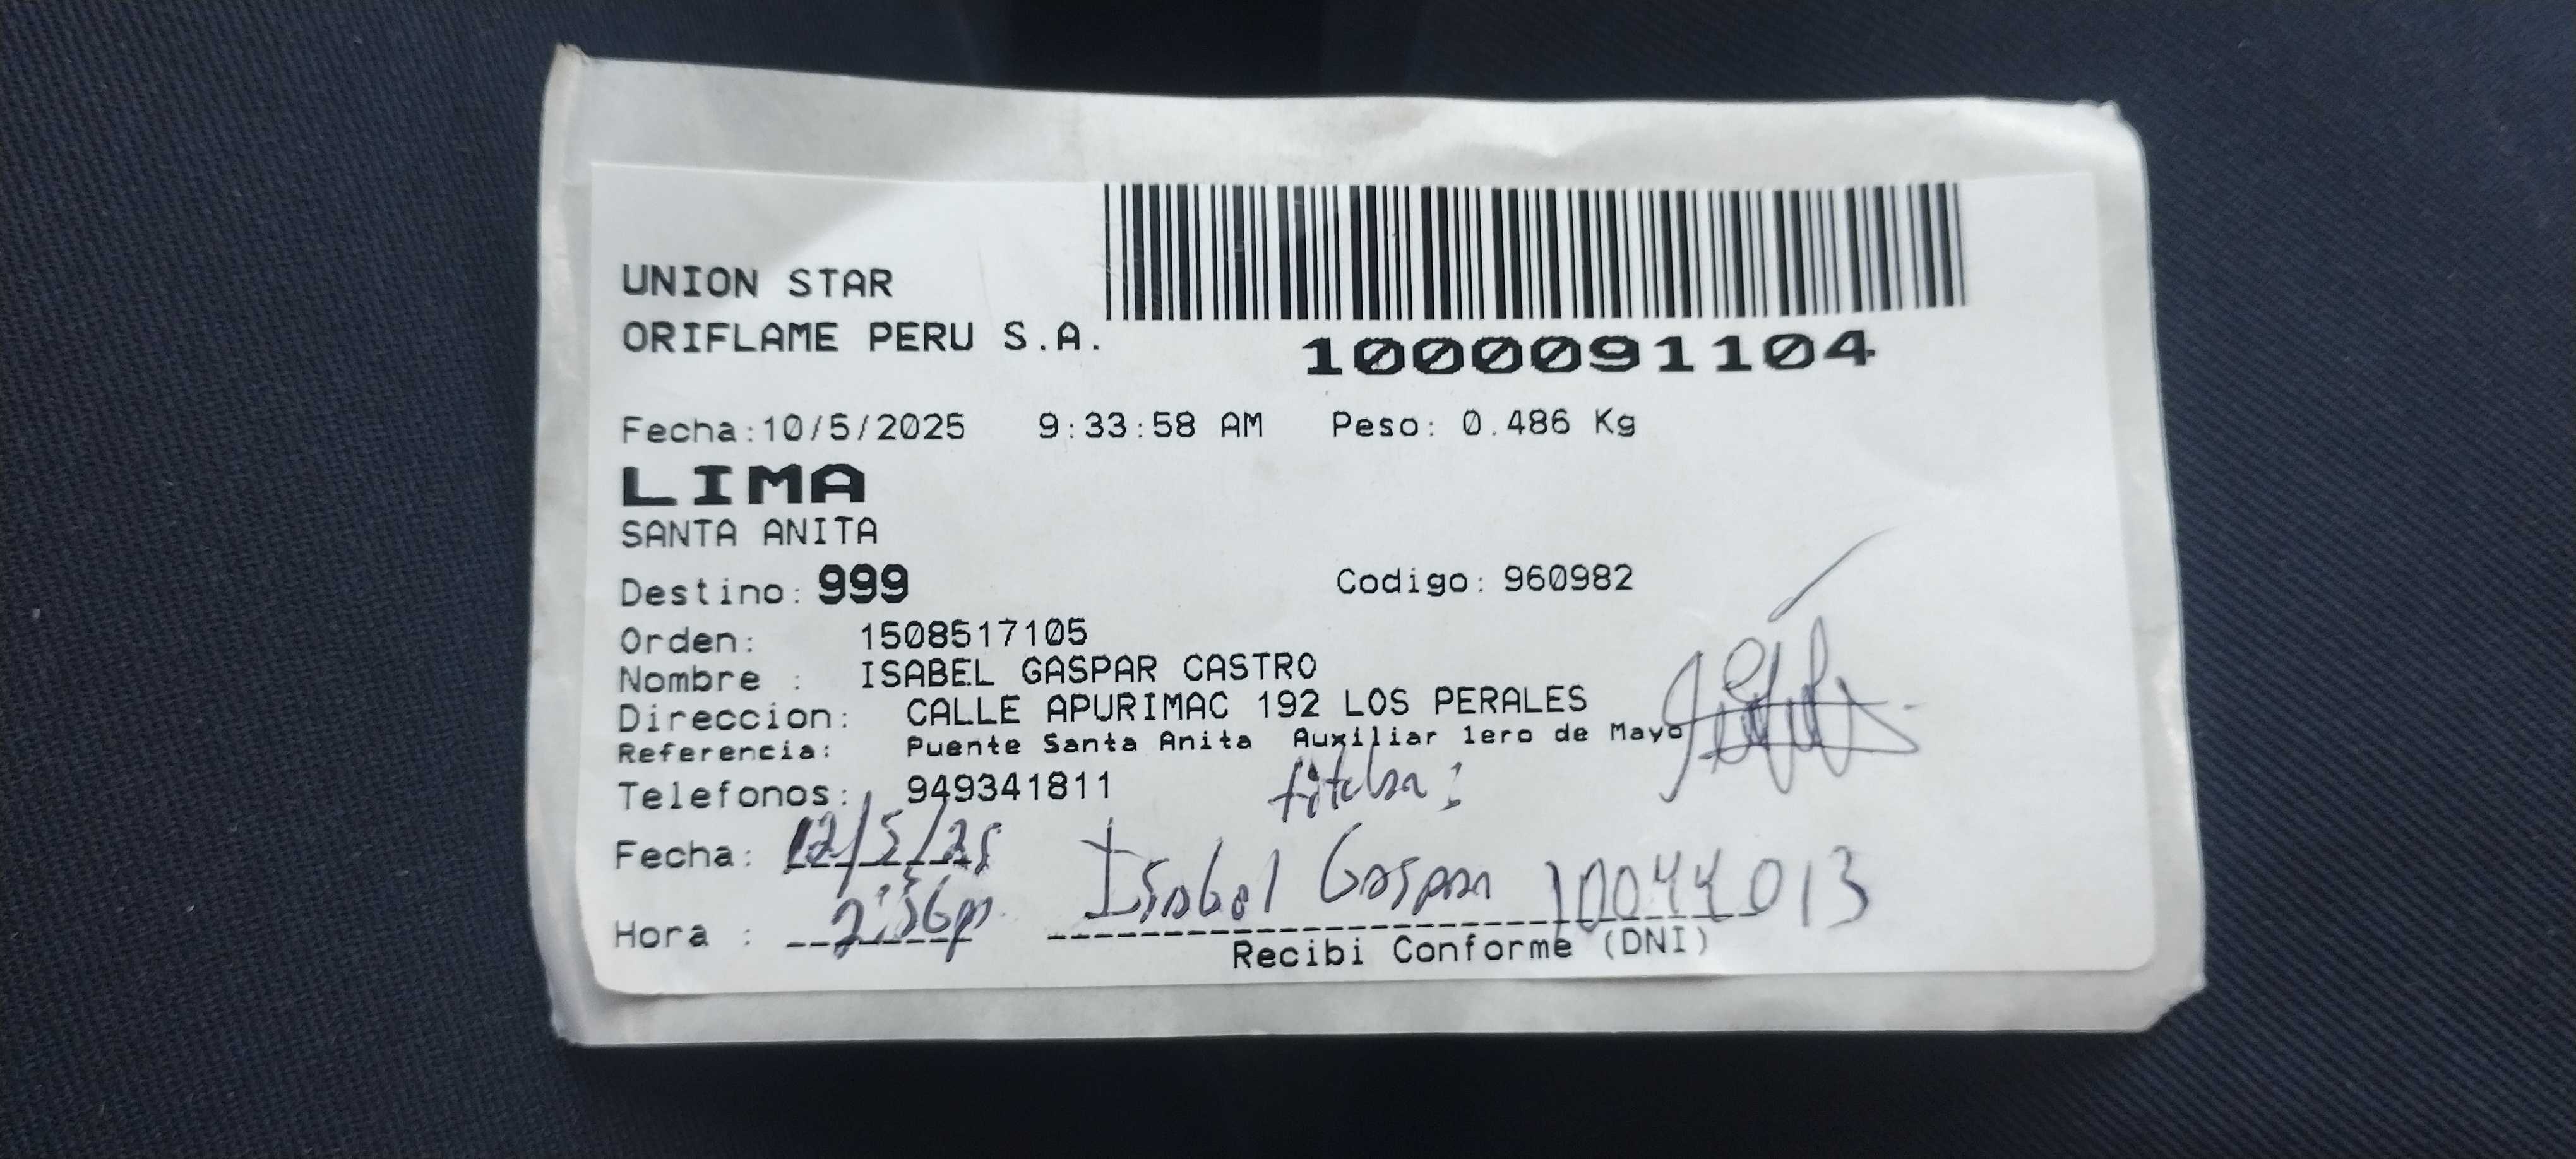 UNION STAR
ORIFLAME PERU S.A.
1000091104
Fecha:10/5/2025 9:33:58 AM Peso: 0.486 Kg
LIMA
SANTA ANITA
Destino: 999 Codigo: 960982
Orden: 1508517105
Nombre : ISABEL GASPAR CASTRO
Direccion: CALLE APURIMAC 192 LOS PERALES
Referencia: Puente Santa Anita Auxiliar 1ero de Mayo
Telefonos: 949341811
Fecha: 12/5/25
Isabel Gaspar 10044013
Hora : 2:36p
Recibi Conforme (DNI)